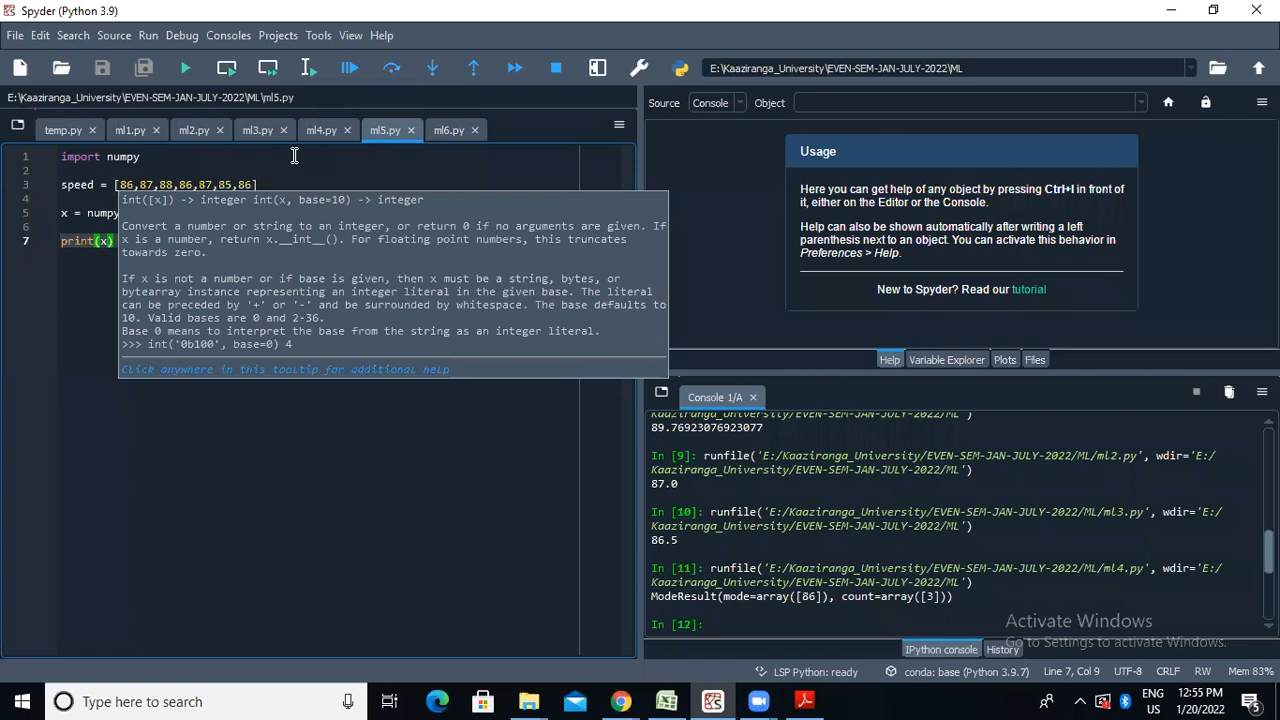 Spyder (Python 3.9)
File Edit Search Source Run Debug Consoles Projects Tools View Help
E:\Kaaziranga_University\EVEN-SEM-JAN-JULY-2022\ML
E:\Kaaziranga_University\EVEN-SEM-JAN-JULY-2022\ML\ml5.py
temp.py ml1.py ml2.py ml3.py ml4.py ml5.py ml6.py
1 import numpy
2
3 speed = [86,87,88,86,87,85,86]
4
5 x = numpy
6
7 print(x)
int([x]) -> integer int(x, base=10) -> integer
Convert a number or string to an integer, or return 0 if no arguments are given. If
x is a number, return x.__int__(). For floating point numbers, this truncates
towards zero.
If x is not a number or if base is given, then x must be a string, bytes, or
bytearray instance representing an integer literal in the given base. The literal
can be preceded by '+' or '-' and be surrounded by whitespace. The base defaults to
10. Valid bases are 0 and 2-36.
Base 0 means to interpret the base from the string as an integer literal.
>>> int('0b100', base=0) 4
Click anywhere in this tooltip for additional help
Source Console Object
Usage
Here you can get help of any object by pressing Ctrl+I in front of
it, either on the Editor or the Console.
Help can also be shown automatically after writing a left
parenthesis next to an object. You can activate this behavior in
Preferences > Help.
New to Spyder? Read our tutorial
Help Variable Explorer Plots Files
Console 1/A
Kaaziranga_University/EVEN-SEM-JAN-JULY-2022/ML')
89.76923076923077
In [9]: runfile('E:/Kaaziranga_University/EVEN-SEM-JAN-JULY-2022/ML/ml2.py', wdir='E:/
Kaaziranga_University/EVEN-SEM-JAN-JULY-2022/ML')
87.0
In [10]: runfile('E:/Kaaziranga_University/EVEN-SEM-JAN-JULY-2022/ML/ml3.py', wdir='E:/
Kaaziranga_University/EVEN-SEM-JAN-JULY-2022/ML')
86.5
In [11]: runfile('E:/Kaaziranga_University/EVEN-SEM-JAN-JULY-2022/ML/ml4.py', wdir='E:/
Kaaziranga_University/EVEN-SEM-JAN-JULY-2022/ML')
ModeResult(mode=array([86]), count=array([3]))
In [12]:
Activate Windows
Go to Settings to activate Windows.
IPython console History
LSP Python: ready conda: base (Python 3.9.7) Line 7, Col 9 UTF-8 CRLF RW Mem 83%
Type here to search
ENG
US
12:55 PM
1/20/2022
5